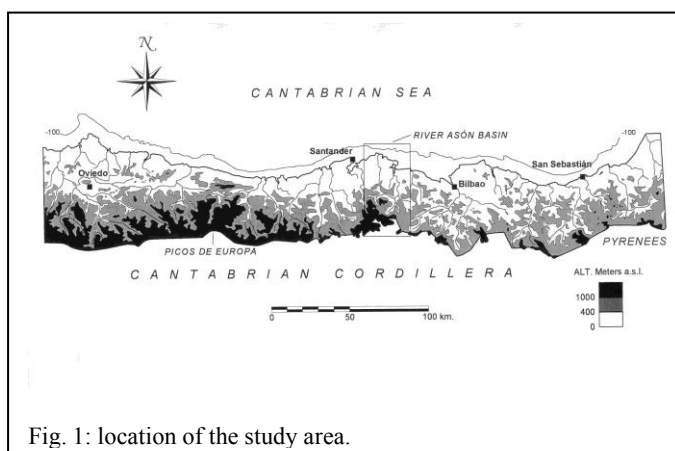 N
CANTABRIAN SEA
-100
RIVER ASÓN BASIN
-100
Santander
San Sebastián
Oviedo
Bilbao
PICOS DE EUROPA
PYRENEES
CANTABRIAN CORDILLERA
ALT. Meters a.s.l.
1000
400
0
0 50 100 km.
Fig. 1: location of the study area.